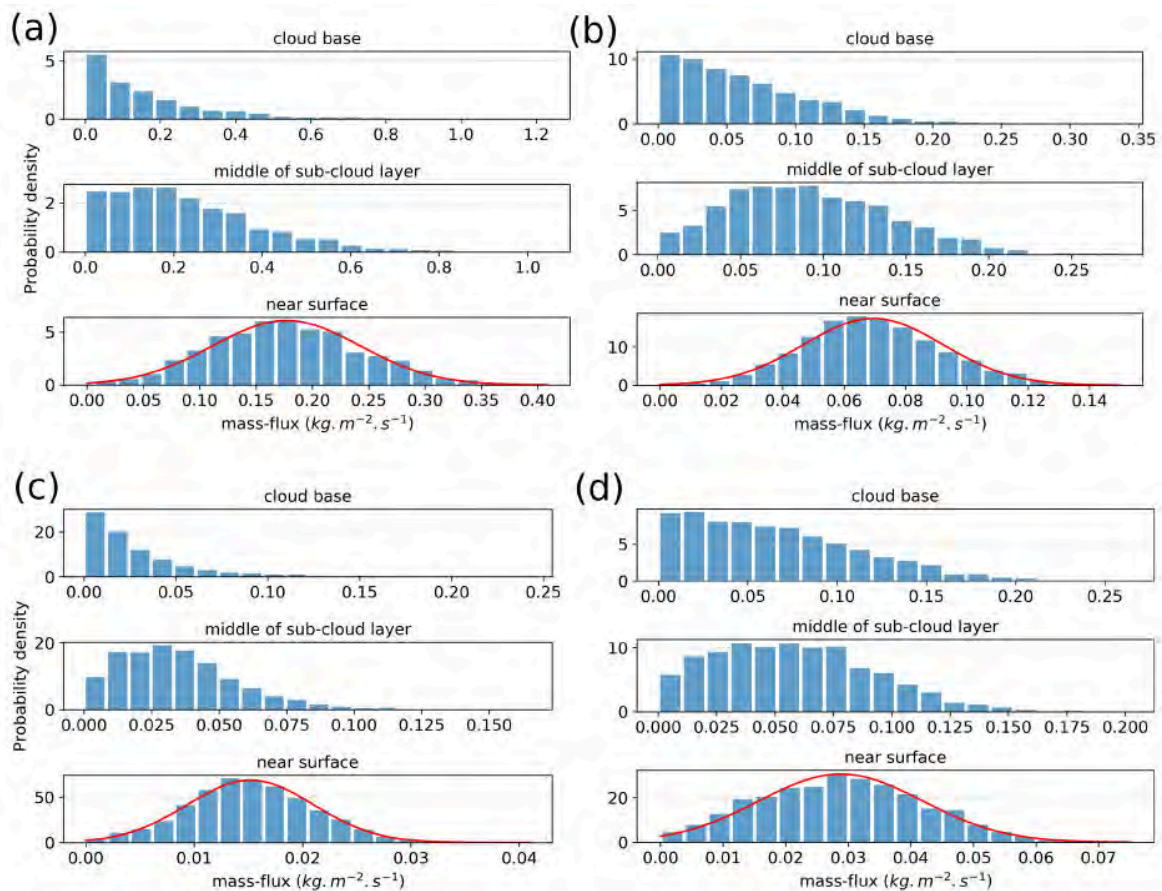 (a)
cloud base
5
0
0.0 0.2 0.4 0.6 0.8 1.0 1.2
middle of sub-cloud layer
2
0
0.0 0.2 0.4 0.6 0.8 1.0
near surface
5
0
0.00 0.05 0.10 0.15 0.20 0.25 0.30 0.35 0.40
mass-flux (kg. m⁻². s⁻¹)
Probability density
(b)
cloud base
10
0
0.00 0.05 0.10 0.15 0.20 0.25 0.30 0.35
middle of sub-cloud layer
5
0
0.00 0.05 0.10 0.15 0.20 0.25
near surface
10
0
0.00 0.02 0.04 0.06 0.08 0.10 0.12 0.14
mass-flux (kg. m⁻². s⁻¹)
(c)
cloud base
20
0
0.00 0.05 0.10 0.15 0.20 0.25
middle of sub-cloud layer
20
10
0
0.000 0.025 0.050 0.075 0.100 0.125 0.150
near surface
50
0
0.00 0.01 0.02 0.03 0.04
mass-flux (kg. m⁻². s⁻¹)
Probability density
(d)
cloud base
5
0
0.00 0.05 0.10 0.15 0.20 0.25
middle of sub-cloud layer
10
0
0.000 0.025 0.050 0.075 0.100 0.125 0.150 0.175 0.200
near surface
20
0
0.00 0.01 0.02 0.03 0.04 0.05 0.06 0.07
mass-flux (kg. m⁻². s⁻¹)